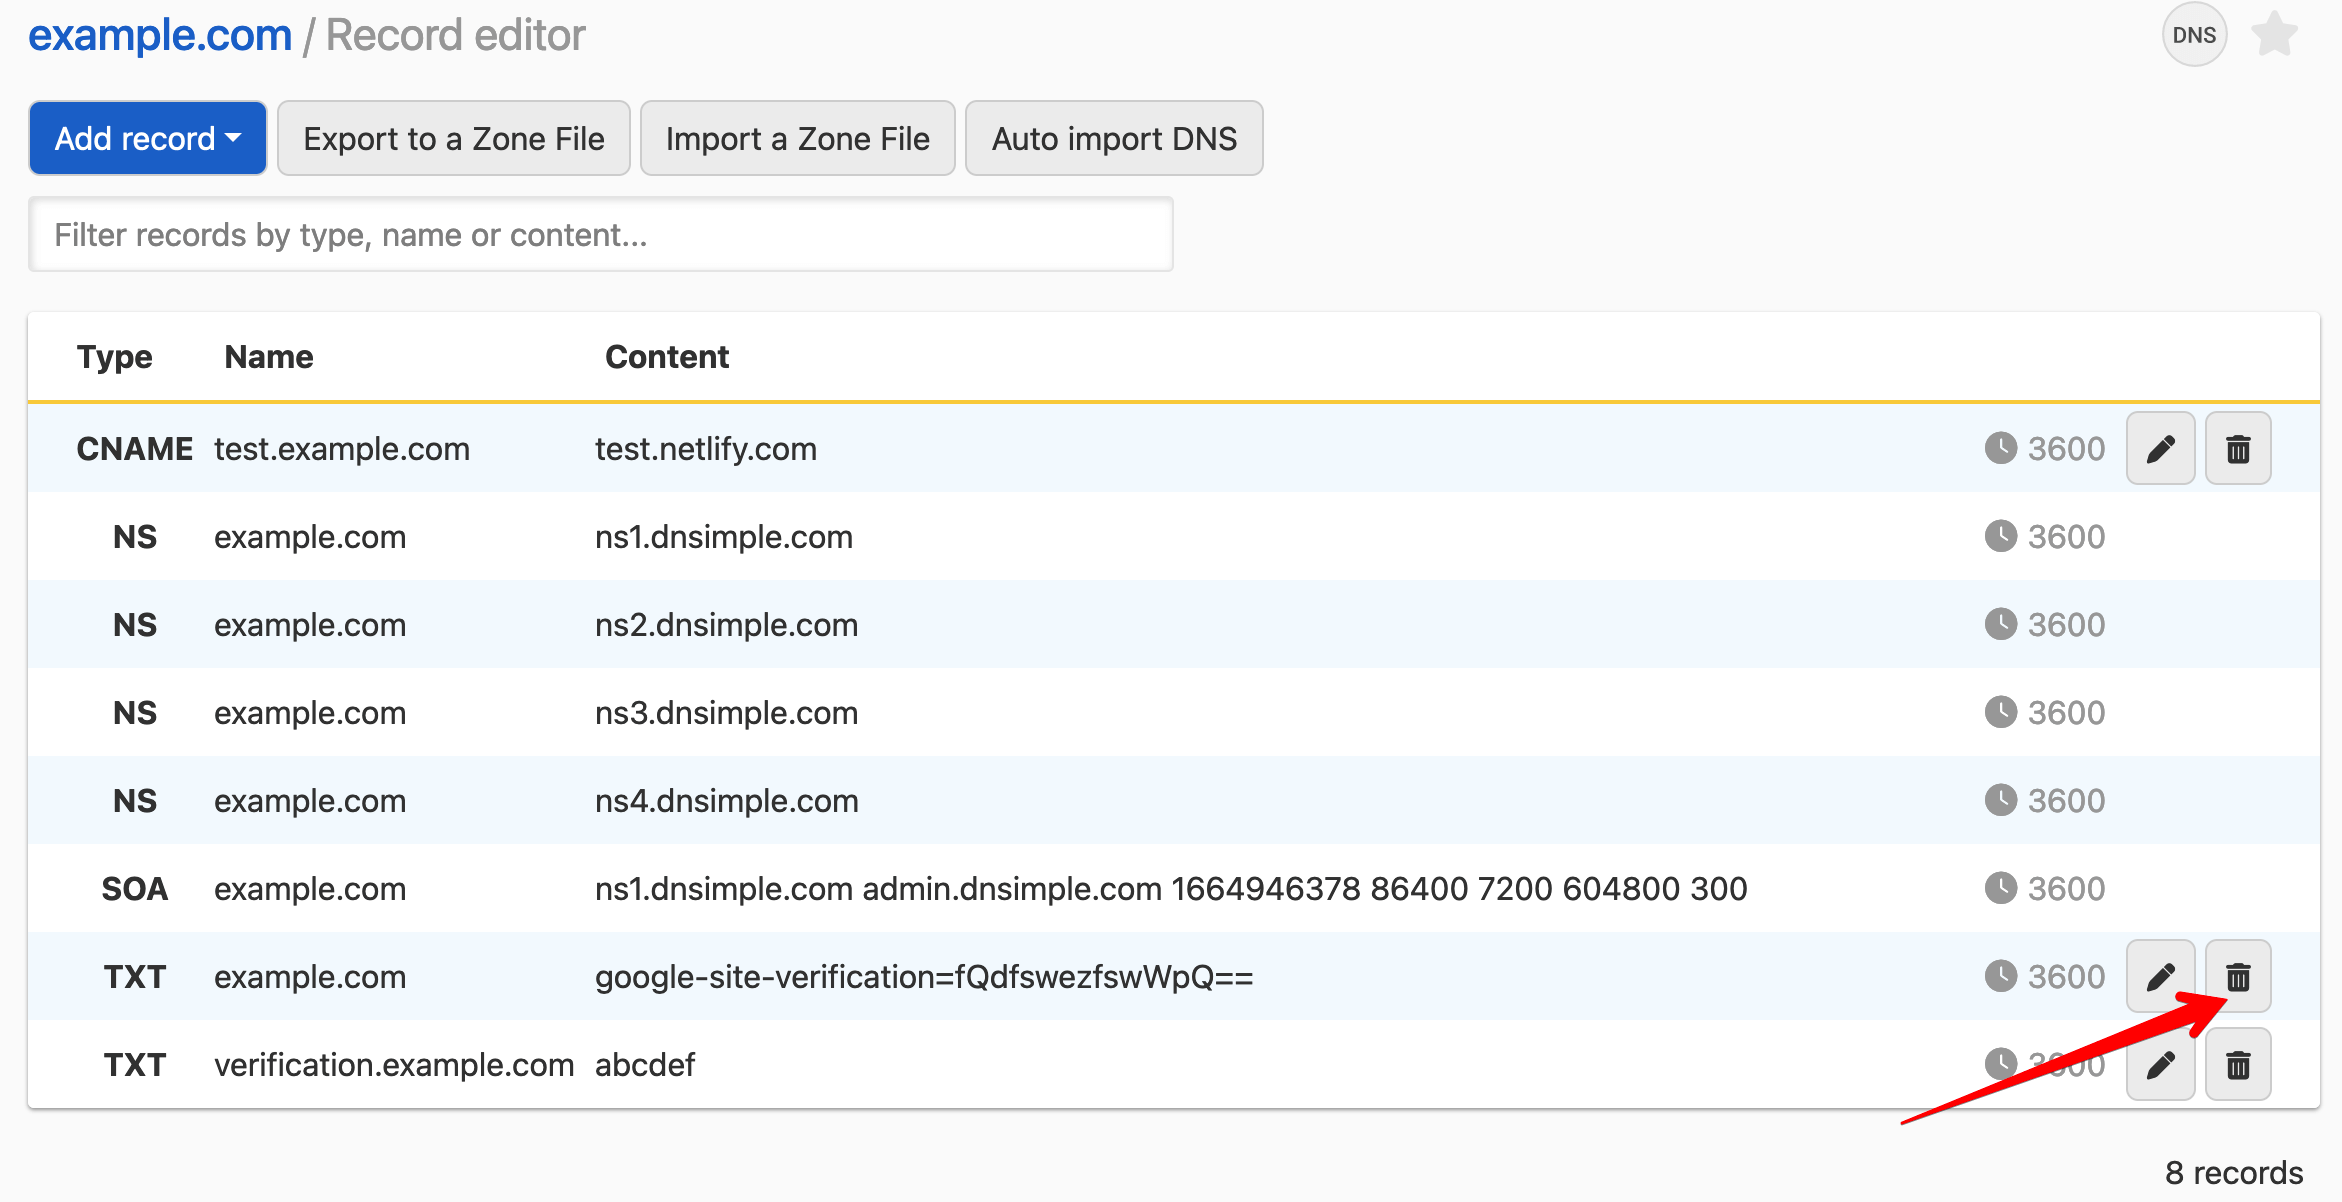 example.com / Record editor DNS
Add record Export to a Zone File Import a Zone File Auto import DNS
Filter records by type, name or content...
Type Name Content
CNAME test.example.com test.netlify.com 3600
NS example.com ns1.dnsimple.com 3600
NS example.com ns2.dnsimple.com 3600
NS example.com ns3.dnsimple.com 3600
NS example.com ns4.dnsimple.com 3600
SOA example.com ns1.dnsimple.com admin.dnsimple.com 1664946378 86400 7200 604800 300 3600
TXT example.com google-site-verification=fQdfswezfswWpQ== 3600
TXT verification.example.com abcdef 3600
8 records